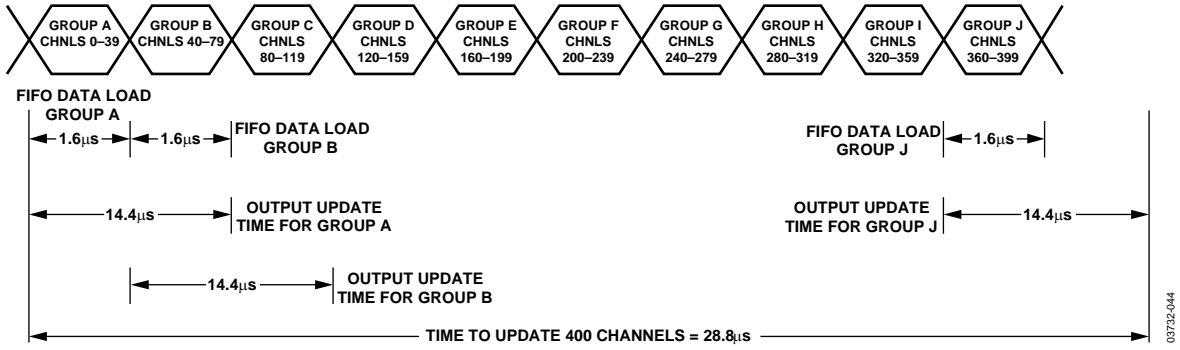 GROUP A
CHNLS 0–39
GROUP B
CHNLS 40–79
GROUP C
CHNLS
80–119
GROUP D
CHNLS
120–159
GROUP E
CHNLS
160–199
GROUP F
CHNLS
200–239
GROUP G
CHNLS
240–279
GROUP H
CHNLS
280–319
GROUP I
CHNLS
320–359
GROUP J
CHNLS
360–399
FIFO DATA LOAD
GROUP A
1.6μs
1.6μs
FIFO DATA LOAD
GROUP B
FIFO DATA LOAD
GROUP J
1.6μs
14.4μs
OUTPUT UPDATE
TIME FOR GROUP A
OUTPUT UPDATE
TIME FOR GROUP J
14.4μs
14.4μs
OUTPUT UPDATE
TIME FOR GROUP B
TIME TO UPDATE 400 CHANNELS = 28.8μs
03732-044